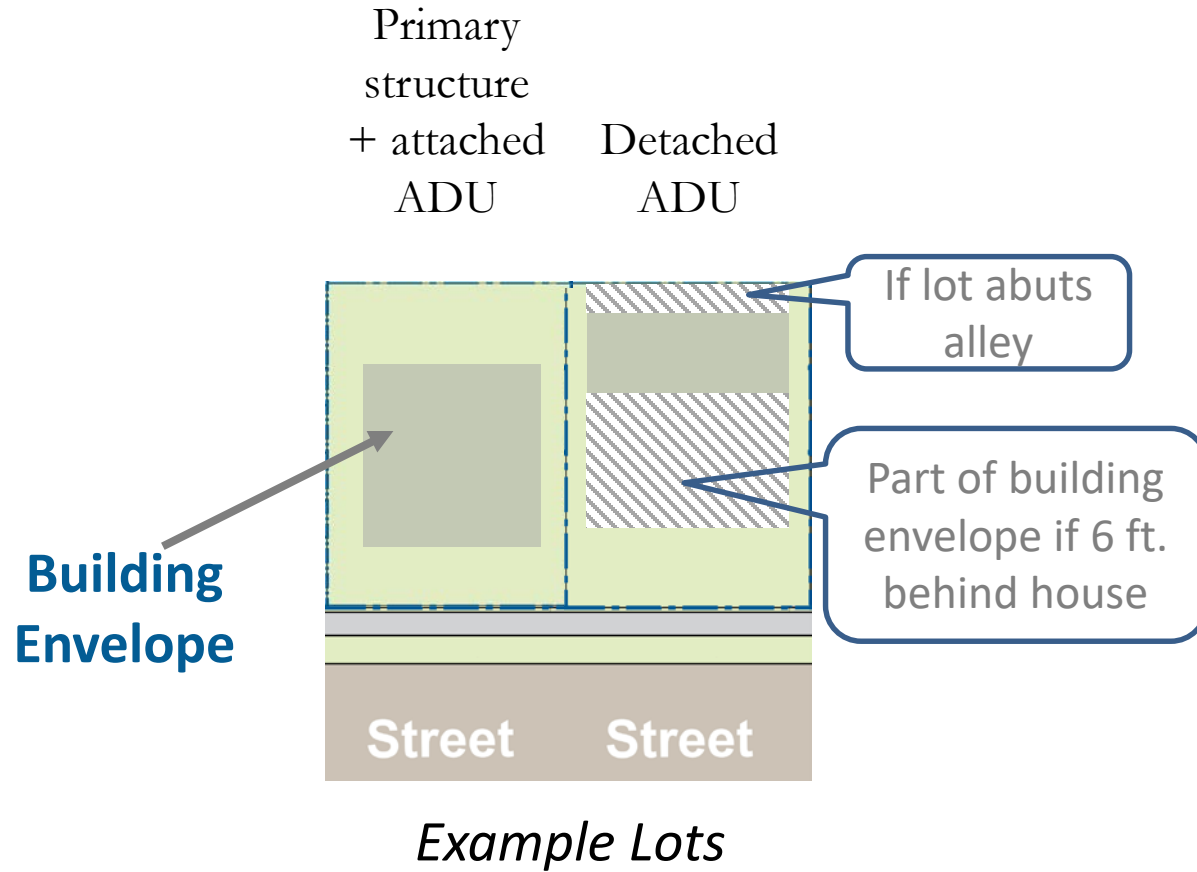 Primary
structure
+ attached
ADU
Detached
ADU
If lot abuts
alley
Part of building
envelope if 6 ft.
behind house
Building
Envelope
Street
Street
Example Lots